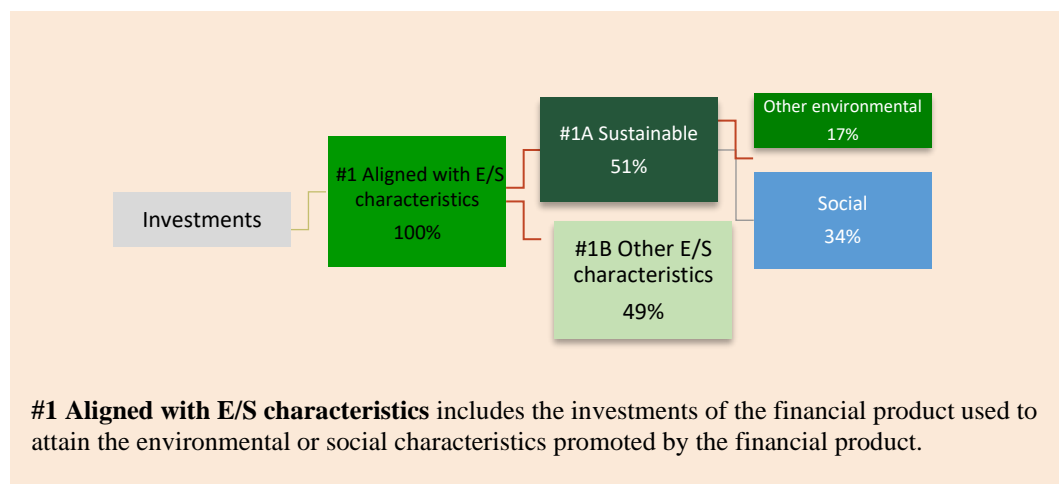 Investments
#1 Aligned with E/S
characteristics
100%
#1A Sustainable
51%
#1B Other E/S
characteristics
49%
Other environmental
17%
Social
34%
#1 Aligned with E/S characteristics includes the investments of the financial product used to
attain the environmental or social characteristics promoted by the financial product.